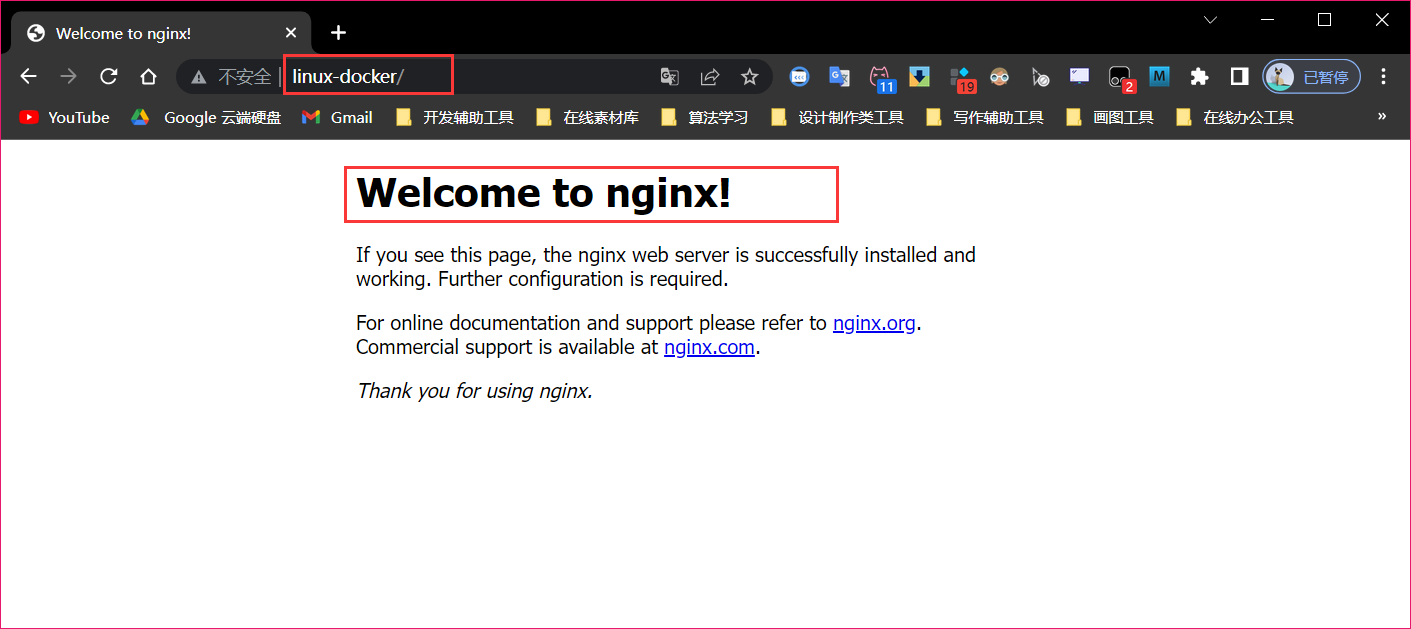 Welcome to nginx!
不安全 | linux-docker/
11
19
2
M
已暂停
YouTube Google 云端硬盘 Gmail 开发辅助工具 在线素材库 算法学习 设计制作类工具 写作辅助工具 画图工具 在线办公工具 »
Welcome to nginx!
If you see this page, the nginx web server is successfully installed and
working. Further configuration is required.
For online documentation and support please refer to nginx.org.
Commercial support is available at nginx.com.
Thank you for using nginx.